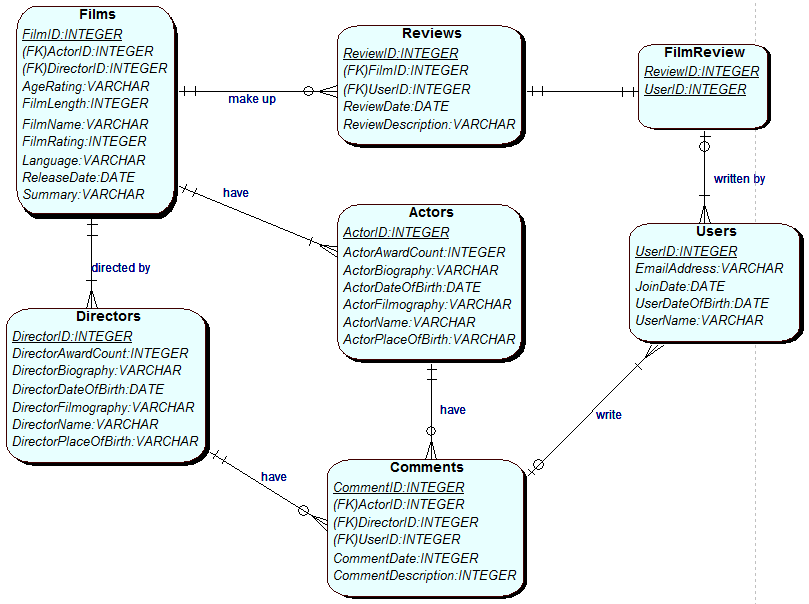 Films
FilmID:INTEGER
(FK)ActorID:INTEGER
(FK)DirectorID:INTEGER
AgeRating:VARCHAR
FilmLength:INTEGER
FilmName:VARCHAR
FilmRating:INTEGER
Language:VARCHAR
ReleaseDate:DATE
Summary:VARCHAR
make up
Reviews
ReviewID:INTEGER
(FK)FilmID:INTEGER
(FK)UserID:INTEGER
ReviewDate:DATE
ReviewDescription:VARCHAR
FilmReview
ReviewID:INTEGER
UserID:INTEGER
written by
have
Actors
ActorID:INTEGER
ActorAwardCount:INTEGER
ActorBiography:VARCHAR
ActorDateOfBirth:DATE
ActorFilmography:VARCHAR
ActorName:VARCHAR
ActorPlaceOfBirth:VARCHAR
Users
UserID:INTEGER
EmailAddress:VARCHAR
JoinDate:DATE
UserDateOfBirth:DATE
UserName:VARCHAR
directed by
Directors
DirectorID:INTEGER
DirectorAwardCount:INTEGER
DirectorBiography:VARCHAR
DirectorDateOfBirth:DATE
DirectorFilmography:VARCHAR
DirectorName:VARCHAR
DirectorPlaceOfBirth:VARCHAR
have
write
have
Comments
CommentID:INTEGER
(FK)ActorID:INTEGER
(FK)DirectorID:INTEGER
(FK)UserID:INTEGER
CommentDate:INTEGER
CommentDescription:INTEGER